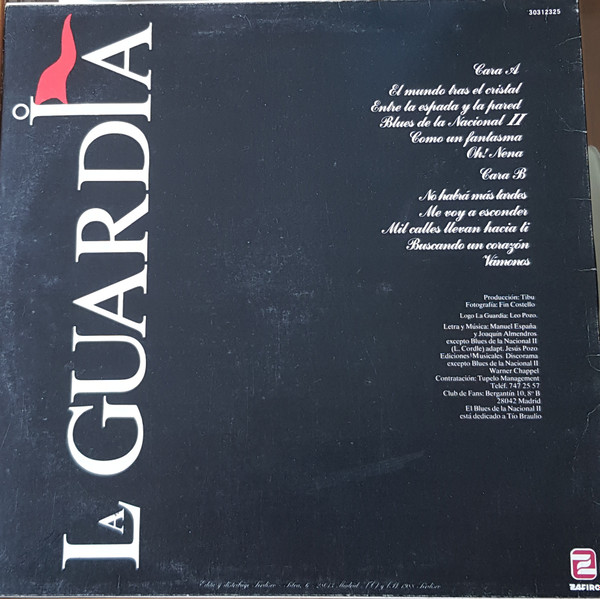 30312325
LA GUARDIA
Cara A
El mundo tras el cristal
Entre la espada y la pared
Blues de la Nacional II
Como un fantasma
Oh! Nena
Cara B
No habrá más tardes
Me voy a esconder
Mil calles llevan hacia ti
Buscando un corazón
Vámonos
Producción: Tibu
Fotografía: Fin Costello
Logo La Guardia: Leo Pozo.
Letra y Música: Manuel España
y Joaquín Almendros
excepto Blues de la Nacional II
(L. Cordle) adapt. Jesús Pozo
Ediciones Musicales. Discorama
excepto Blues de la Nacional II
Warner Chappel
Contratación: Tupelo Management
Teléf. 747 25 57
Club de Fans: Bergantín 10, 8º B
28042 Madrid
El Blues de la Nacional II
está dedicado a Tío Braulio
Edita y distribuye Madrid
ZAFIRO